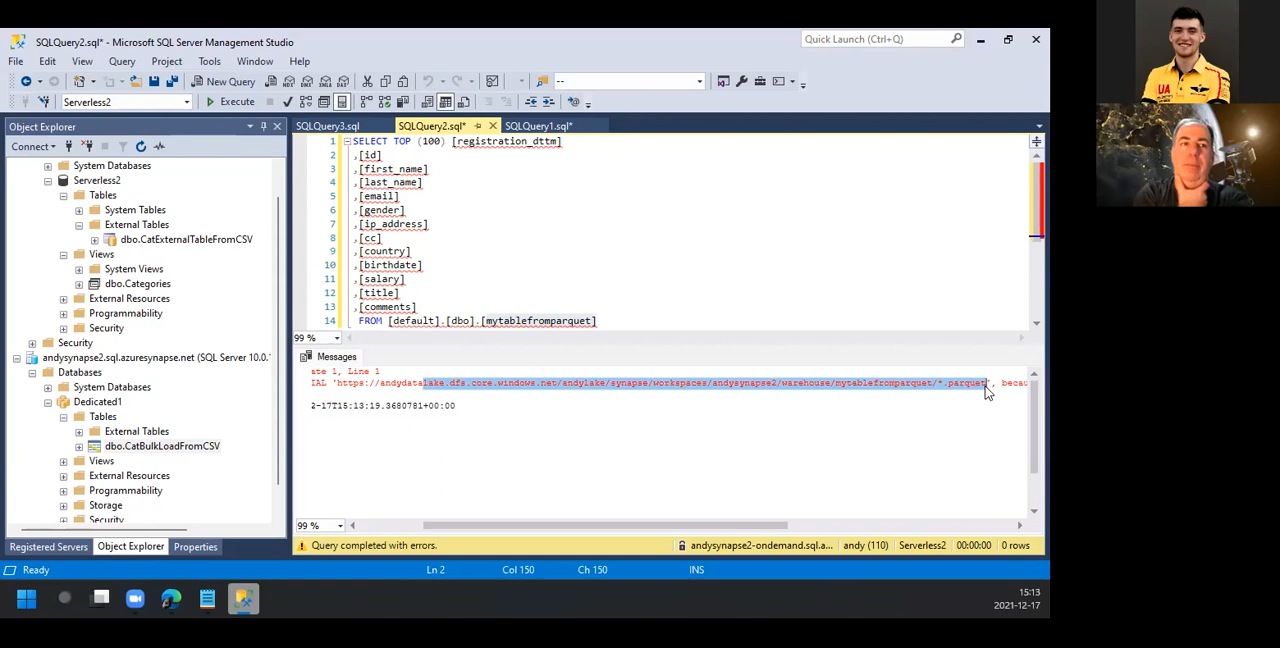 SQLQuery2.sql* - Microsoft SQL Server Management Studio
Quick Launch (Ctrl+Q)
File Edit View Query Project Tools Window Help
New Query
--
Serverless2
Execute
Object Explorer
SQLQuery3.sql
SQLQuery2.sql*
SQLQuery1.sql*
Connect
System Databases
Serverless2
Tables
System Tables
External Tables
dbo.CatExternalTableFromCSV
Views
System Views
dbo.Categories
External Resources
Programmability
Security
Security
andysynapse2.sql.azuresynapse.net (SQL Server 10.0.
Databases
System Databases
Dedicated1
Tables
External Tables
dbo.CatBulkLoadFromCSV
Views
External Resources
Programmability
Storage
Security
Registered Servers
Object Explorer
Properties
1 SELECT TOP (100) [registration_dttm]
2 ,[id]
3 ,[first_name]
4 ,[last_name]
5 ,[email]
6 ,[gender]
7 ,[ip_address]
8 ,[cc]
9 ,[country]
10 ,[birthdate]
11 ,[salary]
12 ,[title]
13 ,[comments]
14 FROM [default].[dbo].[mytablefromparquet]
99 %
Messages
ate 1, Line 1
IAL 'https://andydatalake.dfs.core.windows.net/andylake/synapse/workspaces/andysynapse2/warehouse/mytablefromparquet/*.parquet', becau
2-17T15:13:19.3680781+00:00
99 %
Query completed with errors.
andysynapse2-ondemand.sql.a...
andy (110)
Serverless2
00:00:00
0 rows
Ready
Ln 2
Col 150
Ch 150
INS
15:13
2021-12-17
UA